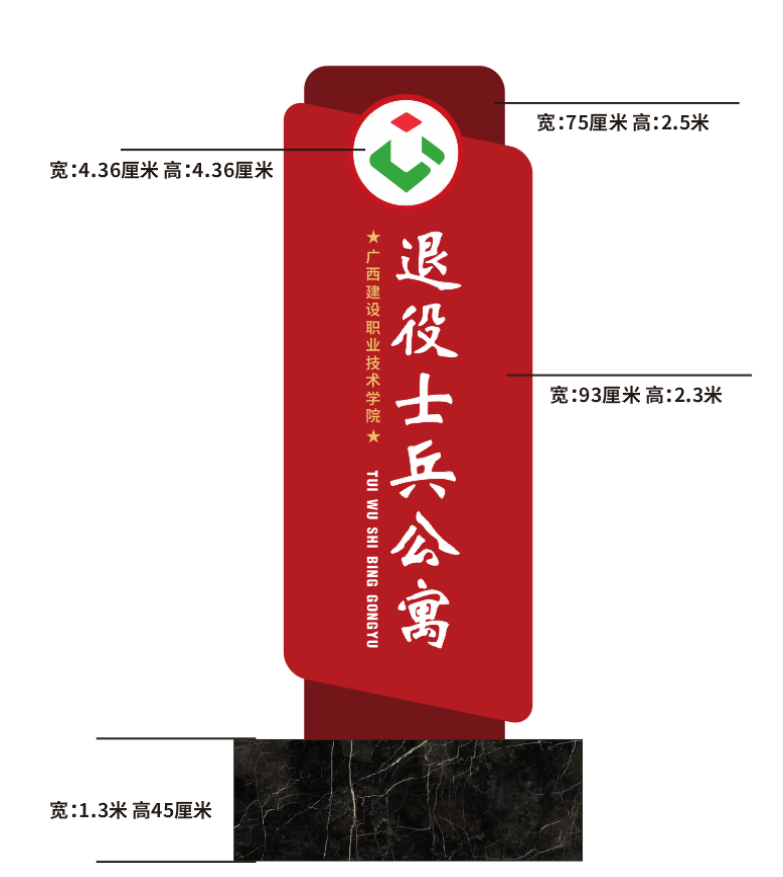 宽:75厘米 高:2.5米
宽:4.36厘米 高:4.36厘米
退役士兵公寓
★广西建设职业技术学院★
TUI WU SHI BING GONGYU
宽:93厘米 高:2.3米
宽:1.3米 高45厘米